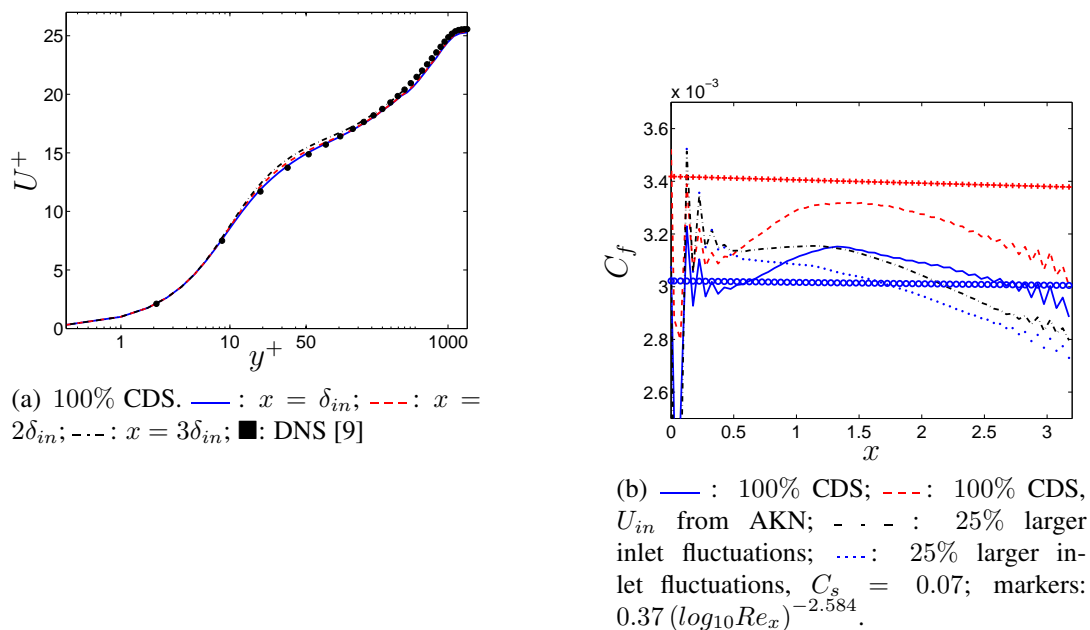 25
20
15
10
5
0
U+
1
10
50
1000
y+
(a) 100% CDS. —— : x = δin; – – –: x =
2δin; – · –: x = 3δin; ■: DNS [9]
x 10−3
3.6
3.4
3.2
3
2.8
2.6
Cf
0
0.5
1
1.5
2
2.5
3
x
(b) —— : 100% CDS; – – –: 100% CDS,
Uin from AKN; – · – : 25% larger
inlet fluctuations; ·····: 25% larger in-
let fluctuations, Cs = 0.07; markers:
0.37 (log10Rex)−2.584.